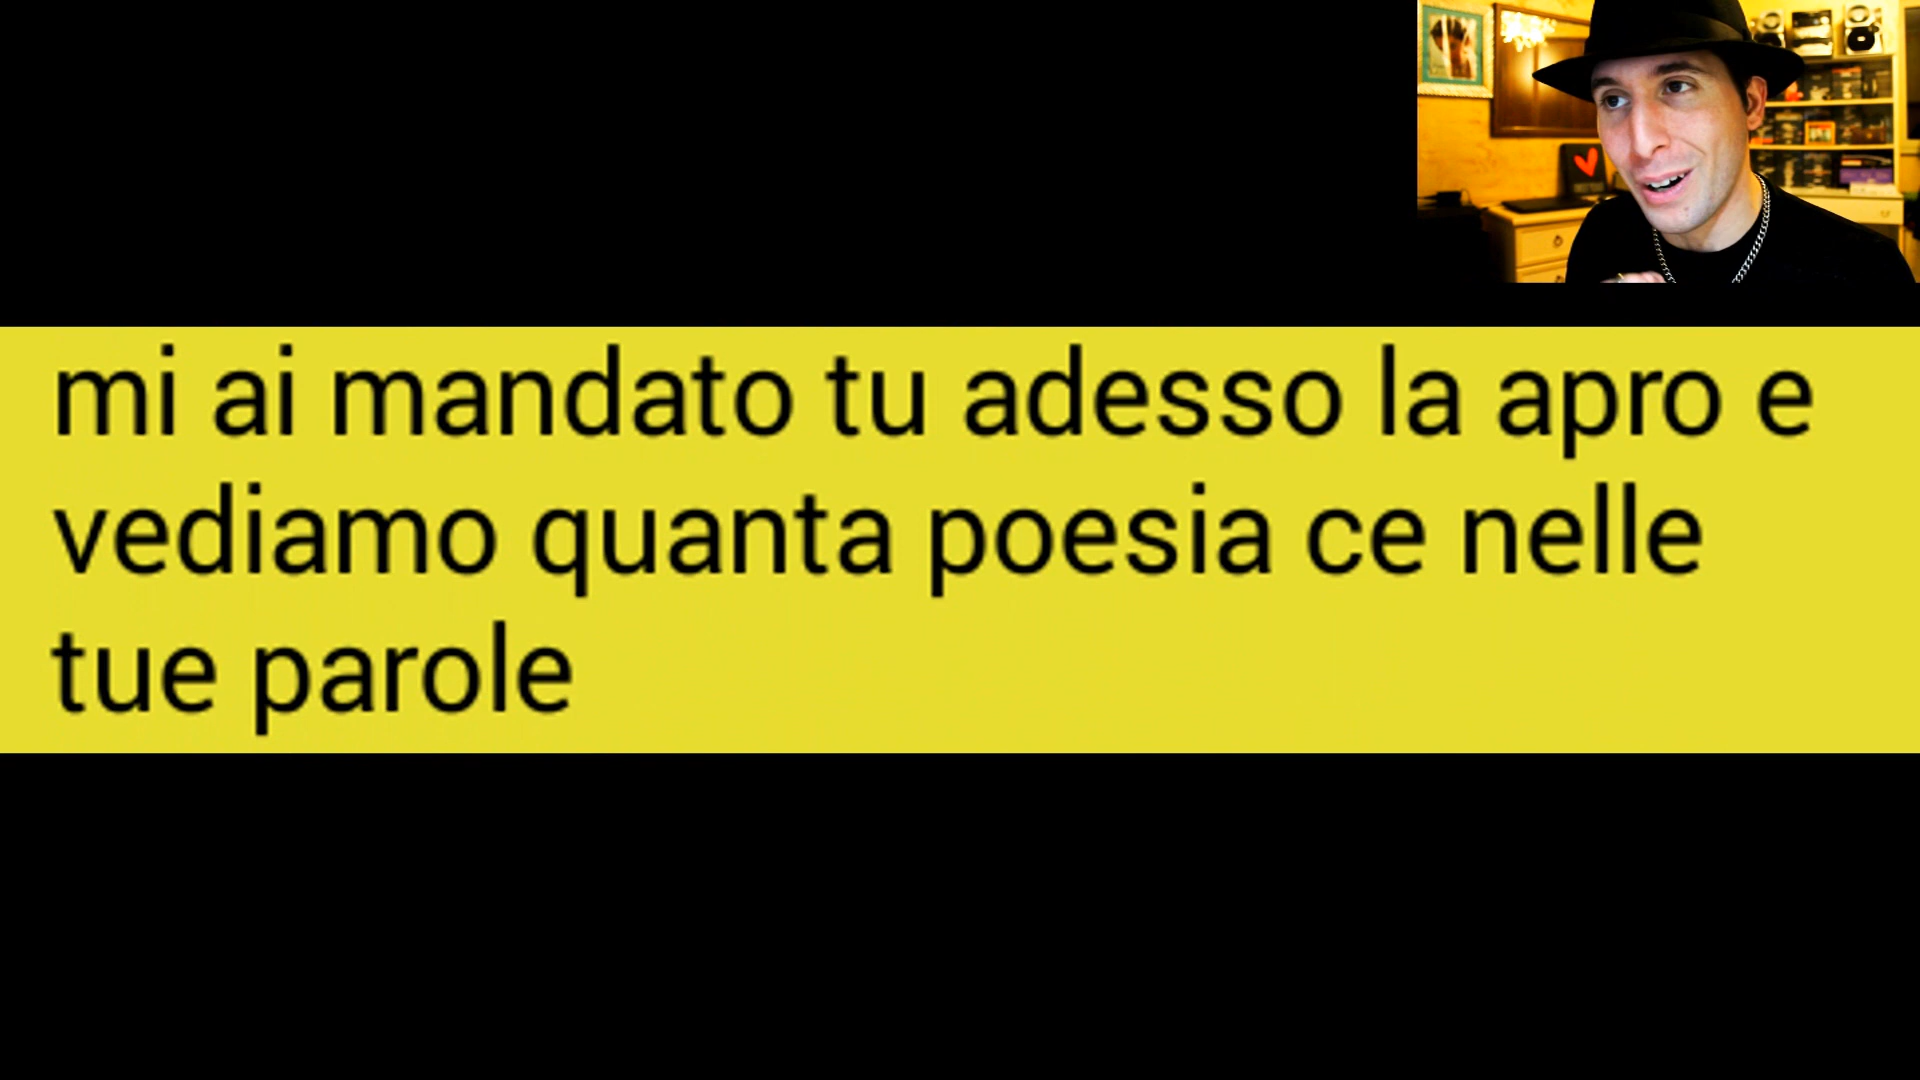 mi ai mandato tu adesso la apro e
vediamo quanta poesia ce nelle
tue parole